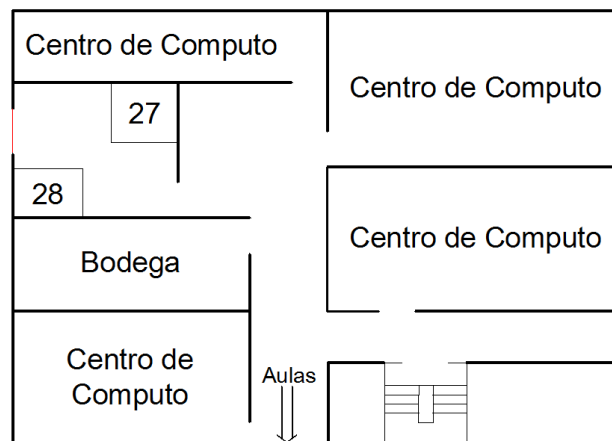 Centro de Computo
Centro de Computo
27
28
Centro de Computo
Bodega
Centro de
Computo
Aulas